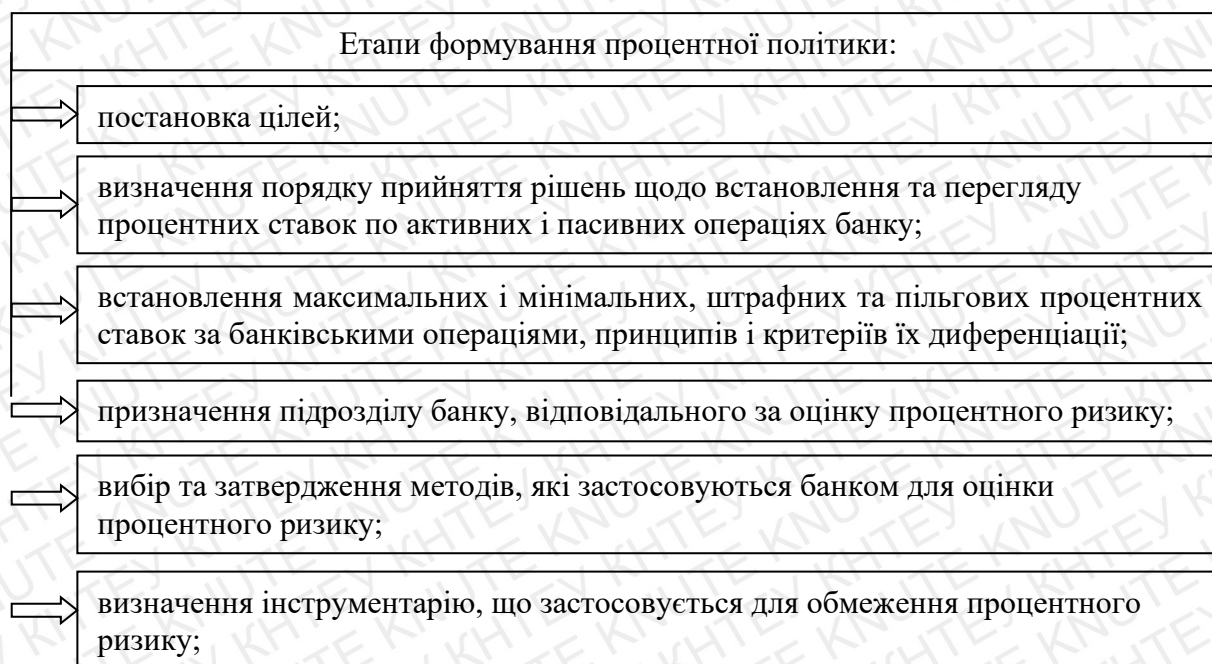 Етапи формування процентної політики:
постановка цілей;
визначення порядку прийняття рішень щодо встановлення та перегляду
процентних ставок по активних і пасивних операціях банку;
встановлення максимальних і мінімальних, штрафних та пільгових процентних
ставок за банківськими операціями, принципів і критеріїв їх диференціації;
призначення підрозділу банку, відповідального за оцінку процентного ризику;
вибір та затвердження методів, які застосовуються банком для оцінки
процентного ризику;
визначення інструментарію, що застосовується для обмеження процентного
ризику;